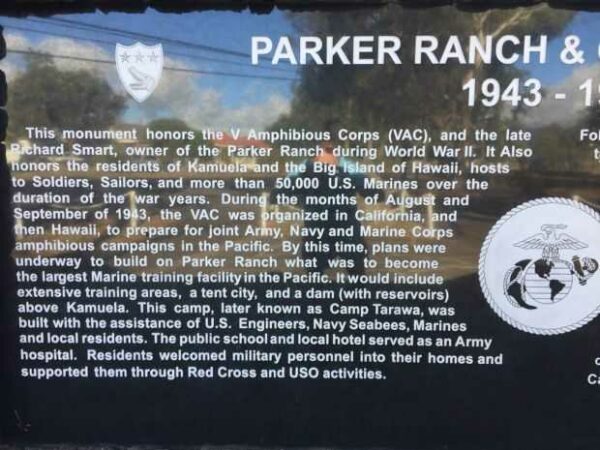 PARKER RANCH &
1943 - 19
This monument honors the V Amphibious Corps (VAC), and the late
Richard Smart, owner of the Parker Ranch during World War II. It Also
honors the residents of Kamuela and the Big Island of Hawaii, hosts
to Soldiers, Sailors, and more than 50,000 U.S. Marines over the
duration of the war years. During the months of August and
September of 1943, the VAC was organized in California, and
then Hawaii, to prepare for joint Army, Navy and Marine Corps
amphibious campaigns in the Pacific. By this time, plans were
underway to build on Parker Ranch what was to become
the largest Marine training facility in the Pacific. It would include
extensive training areas, a tent city, and a dam (with reservoirs)
above Kamuela. This camp, later known as Camp Tarawa, was
built with the assistance of U.S. Engineers, Navy Seabees, Marines
and local residents. The public school and local hotel served as an Army
hospital. Residents welcomed military personnel into their homes and
supported them through Red Cross and USO activities.
Fo
t
Ca